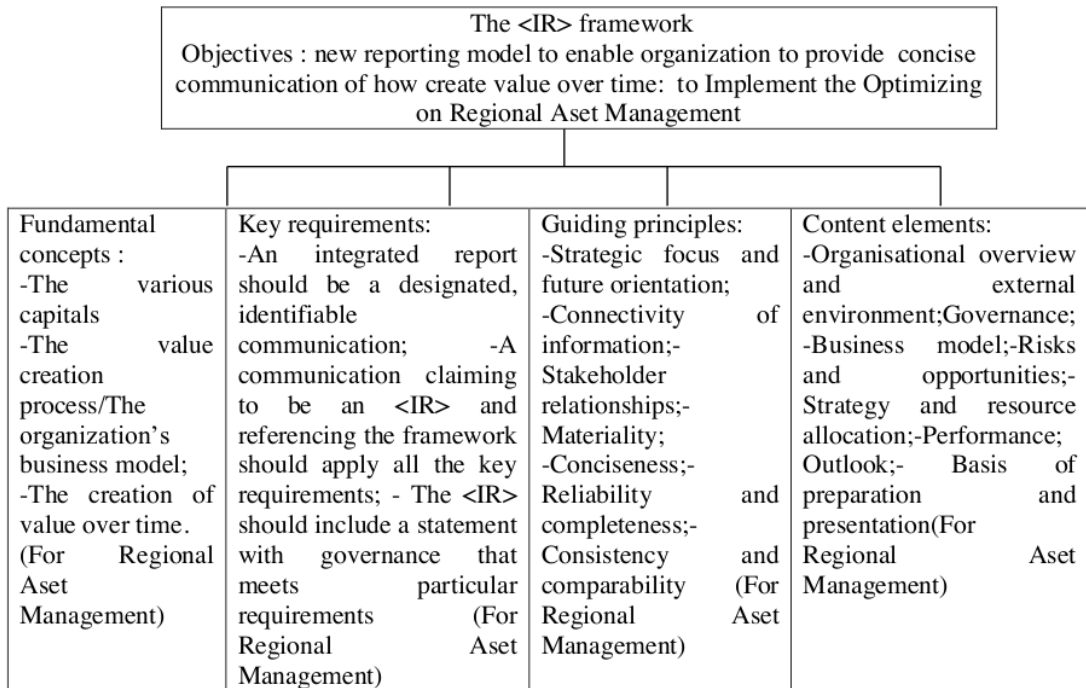 The <IR> framework
Objectives : new reporting model to enable organization to provide concise
communication of how create value over time: to Implement the Optimizing
on Regional Aset Management
Fundamental
concepts :
-The various
capitals
-The value
creation
process/The
organization’s
business model;
-The creation of
value over time.
(For Regional
Aset
Management)
Key requirements:
-An integrated report
should be a designated,
identifiable
communication; -A
communication claiming
to be an <IR> and
referencing the framework
should apply all the key
requirements; - The <IR>
should include a statement
with governance that
meets particular
requirements (For
Regional Aset
Management)
Guiding principles:
-Strategic focus and
future orientation;
-Connectivity of
information;-
Stakeholder
relationships;-
Materiality;
-Conciseness;-
Reliability and
completeness;-
Consistency and
comparability (For
Regional Aset
Management)
Content elements:
-Organisational overview
and external
environment;Governance;
-Business model;-Risks
and opportunities;-
Strategy and resource
allocation;-Performance;
Outlook;- Basis of
preparation and
presentation(For
Regional Aset
Management)